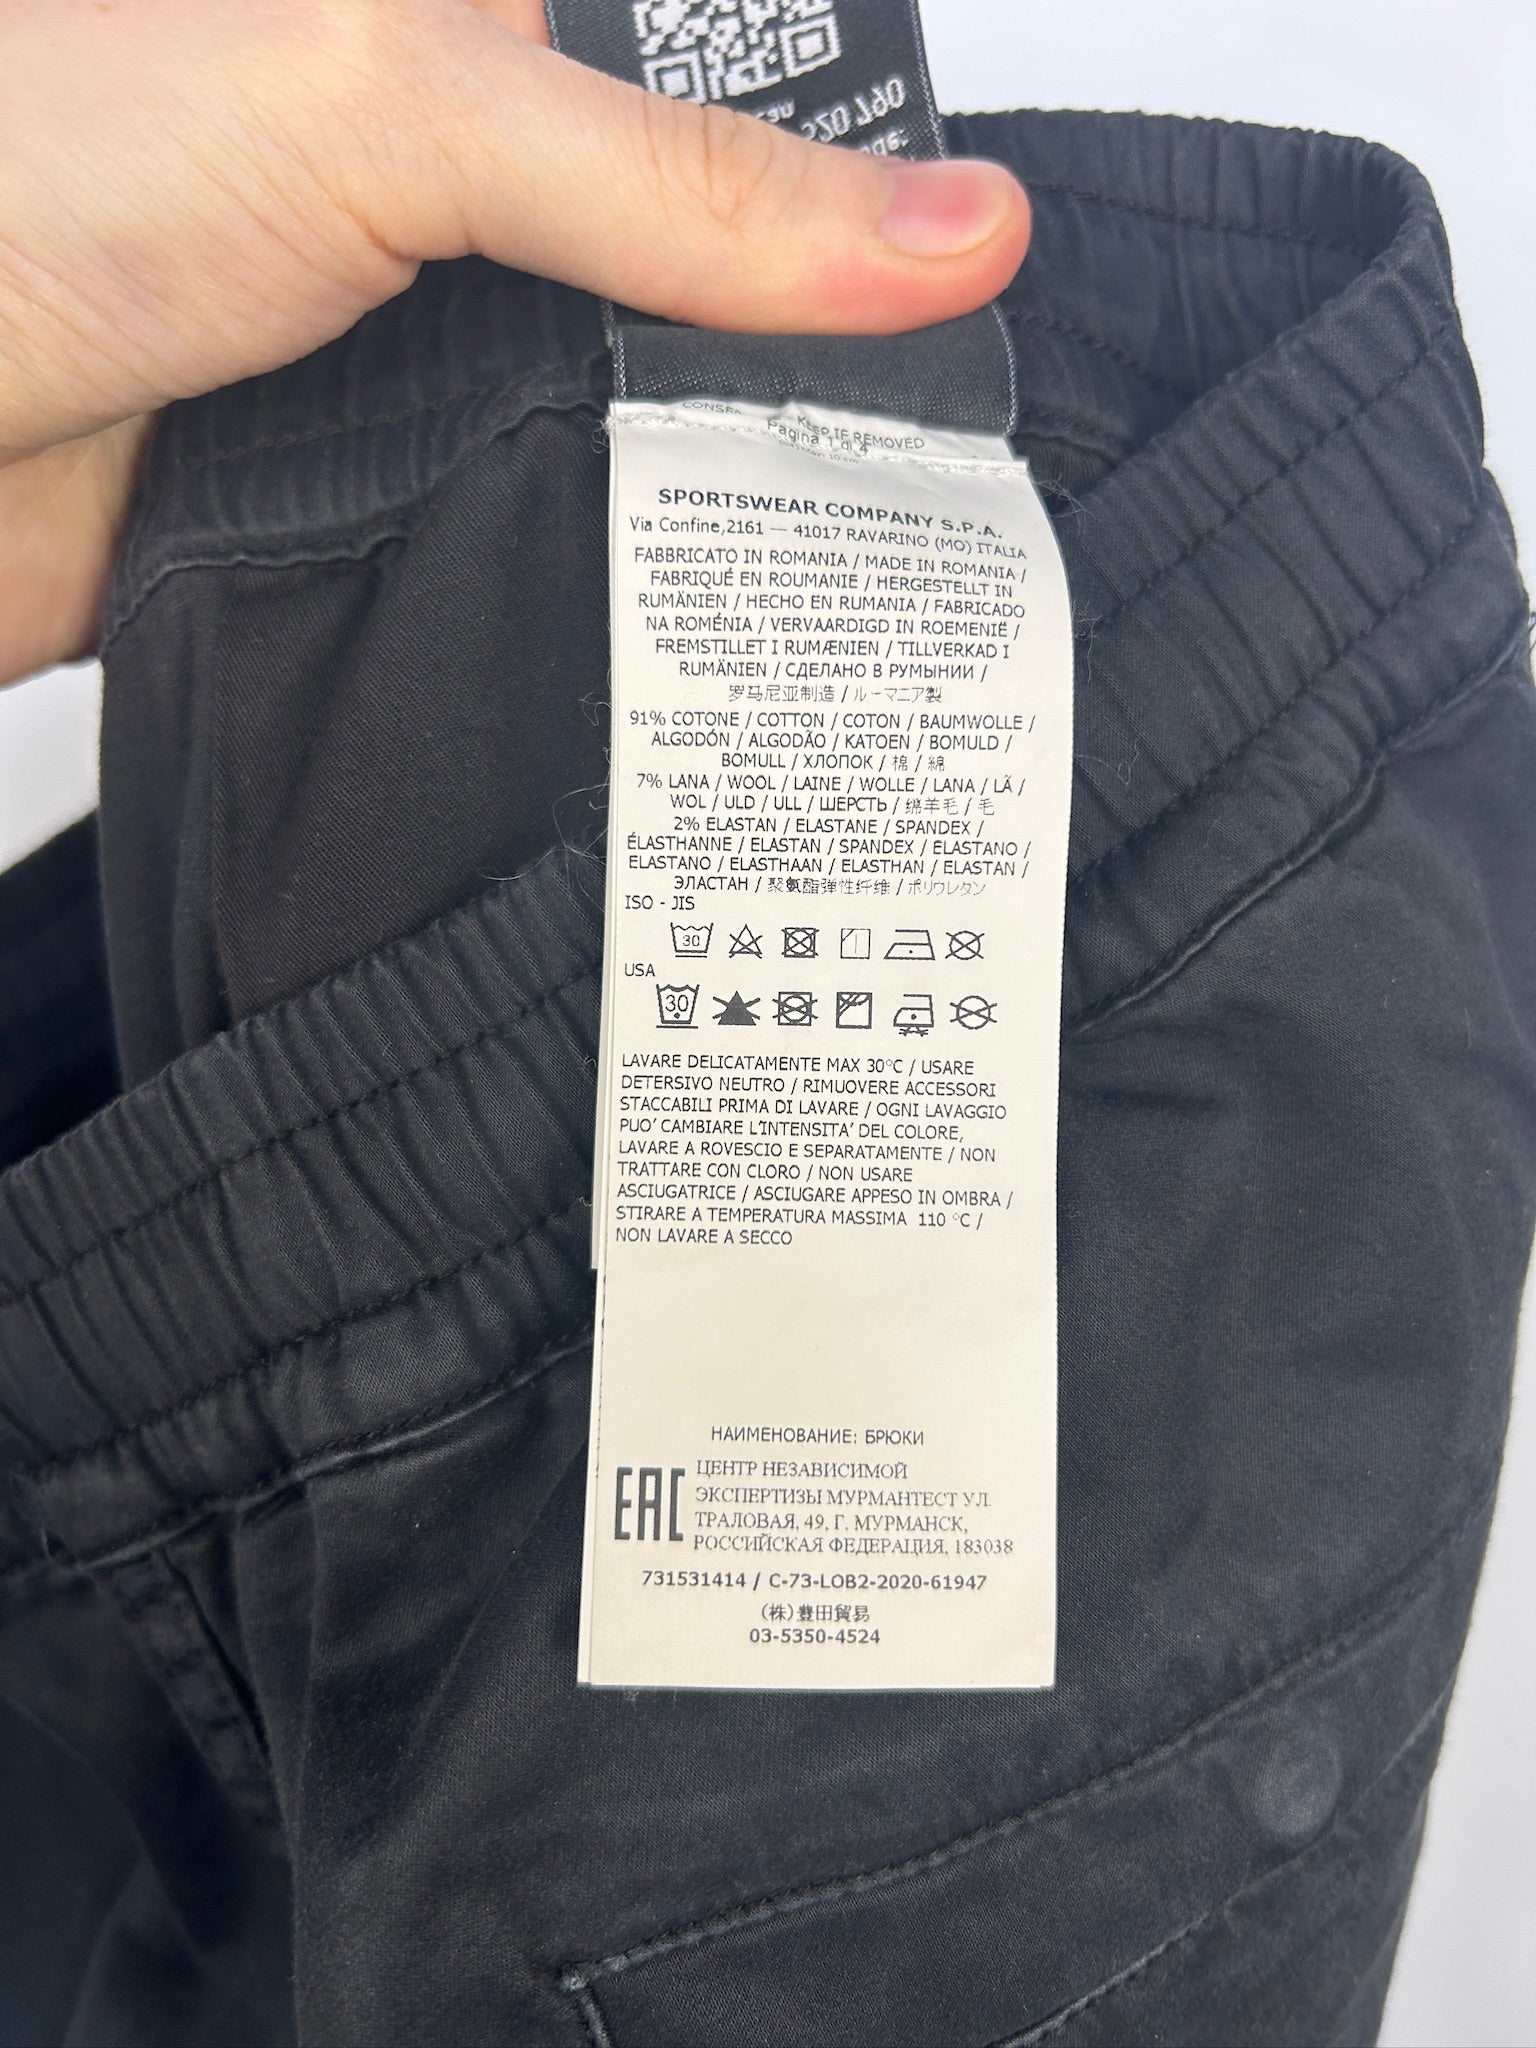 520 790
CONSER
KEEP IF REMOVED
Pagina 1 di 4
SPORTSWEAR COMPANY S.P.A.
Via Confine,2161 — 41017 RAVARINO (MO) ITALIA
FABBRICATO IN ROMANIA / MADE IN ROMANIA /
FABRIQUÉ EN ROUMANIE / HERGESTELLT IN
RUMÄNIEN / HECHO EN RUMANIA / FABRICADO
NA ROMÉNIA / VERVAARDIGD IN ROEMENIË /
FREMSTILLET I RUMÆNIEN / TILLVERKAD I
RUMÄNIEN / СДЕЛАНО В РУМЫНИИ /
罗马尼亚制造 / ルーマニア製
91% COTONE / COTTON / COTON / BAUMWOLLE /
ALGODÓN / ALGODÃO / KATOEN / BOMULD /
BOMULL / ХЛОПОК / 棉 / 綿
7% LANA / WOOL / LAINE / WOLLE / LANA / LÃ /
WOL / ULD / ULL / ШЕРСТЬ / 绵羊毛 / 毛
2% ELASTAN / ELASTANE / SPANDEX /
ÉLASTHANNE / ELASTAN / SPANDEX / ELASTANO /
ELASTANO / ELASTHAAN / ELASTHAN / ELASTAN /
ЭЛАСТАН / 聚氨酯弹性纤维 / ポリウレタン
ISO - JIS
30
USA
30
LAVARE DELICATAMENTE MAX 30°C / USARE
DETERSIVO NEUTRO / RIMUOVERE ACCESSORI
STACCABILI PRIMA DI LAVARE / OGNI LAVAGGIO
PUO' CAMBIARE L'INTENSITA' DEL COLORE,
LAVARE A ROVESCIO E SEPARATAMENTE / NON
TRATTARE CON CLORO / NON USARE
ASCIUGATRICE / ASCIUGARE APPESO IN OMBRA /
STIRARE A TEMPERATURA MASSIMA 110 °C /
NON LAVARE A SECCO
НАИМЕНОВАНИЕ: БРЮКИ
EAC
ЦЕНТР НЕЗАВИСИМОЙ
ЭКСПЕРТИЗЫ МУРМАНТЕСТ УЛ.
ТРАЛОВАЯ, 49, Г. МУРМАНСК,
РОССИЙСКАЯ ФЕДЕРАЦИЯ, 183038
731531414 / C-73-LOB2-2020-61947
(株)豊田貿易
03-5350-4524